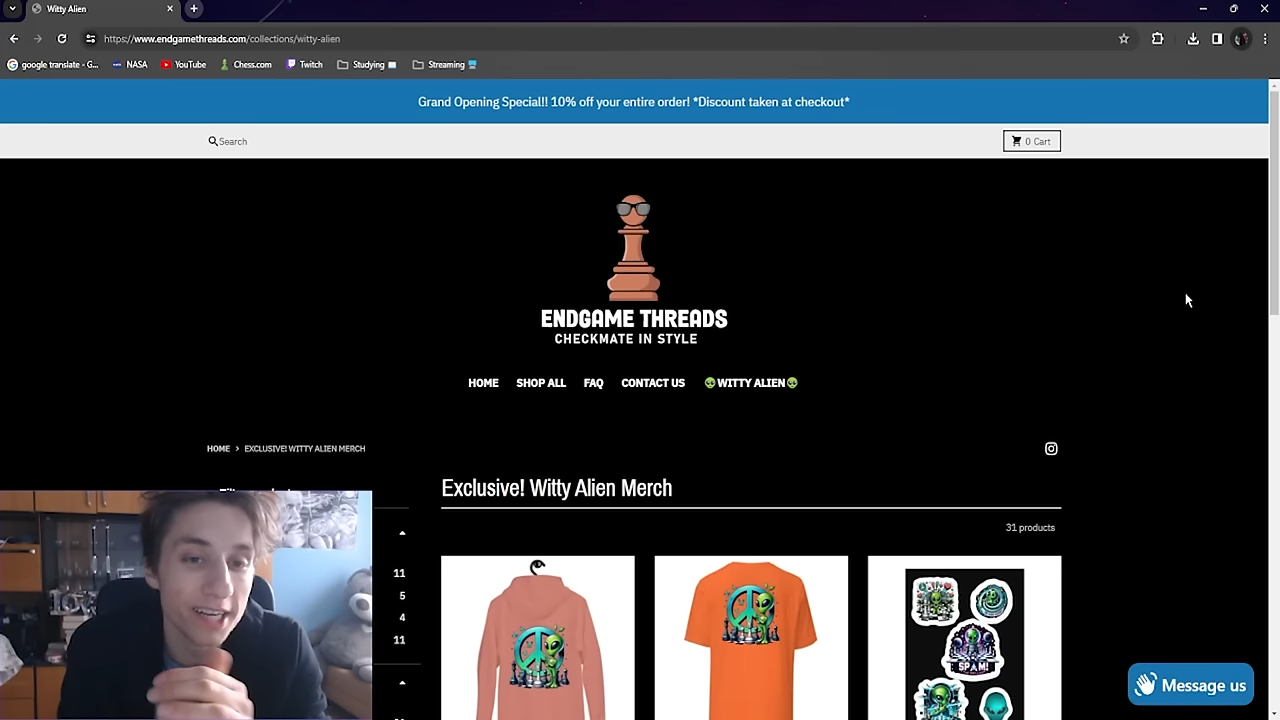 Witty Alien
https://www.endgamethreads.com/collections/witty-alien
google translate - G...
NASA
YouTube
Chess.com
Twitch
Studying
Streaming
Grand Opening Special!! 10% off your entire order! *Discount taken at checkout*
Search
0 Cart
ENDGAME THREADS
CHECKMATE IN STYLE
HOME
SHOP ALL
FAQ
CONTACT US
WITTY ALIEN
HOME > EXCLUSIVE! WITTY ALIEN MERCH
Exclusive! Witty Alien Merch
31 products
11
5
4
11
SPAM!
Message us